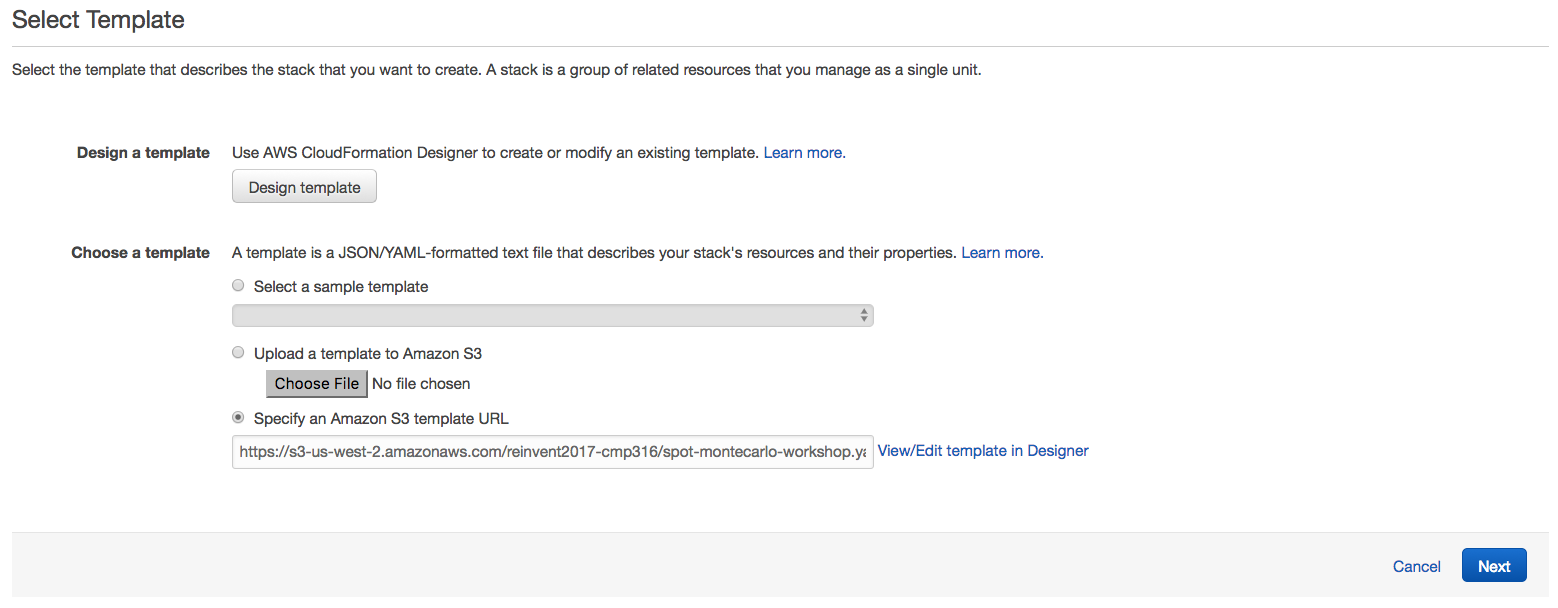 Select Template
Select the template that describes the stack that you want to create. A stack is a group of related resources that you manage as a single unit.
Design a template Use AWS CloudFormation Designer to create or modify an existing template. Learn more.
Design template
Choose a template A template is a JSON/YAML-formatted text file that describes your stack's resources and their properties. Learn more.
Select a sample template
Upload a template to Amazon S3
Choose File No file chosen
Specify an Amazon S3 template URL
https://s3-us-west-2.amazonaws.com/reinvent2017-cmp316/spot-montecarlo-workshop.ya View/Edit template in Designer
Cancel Next